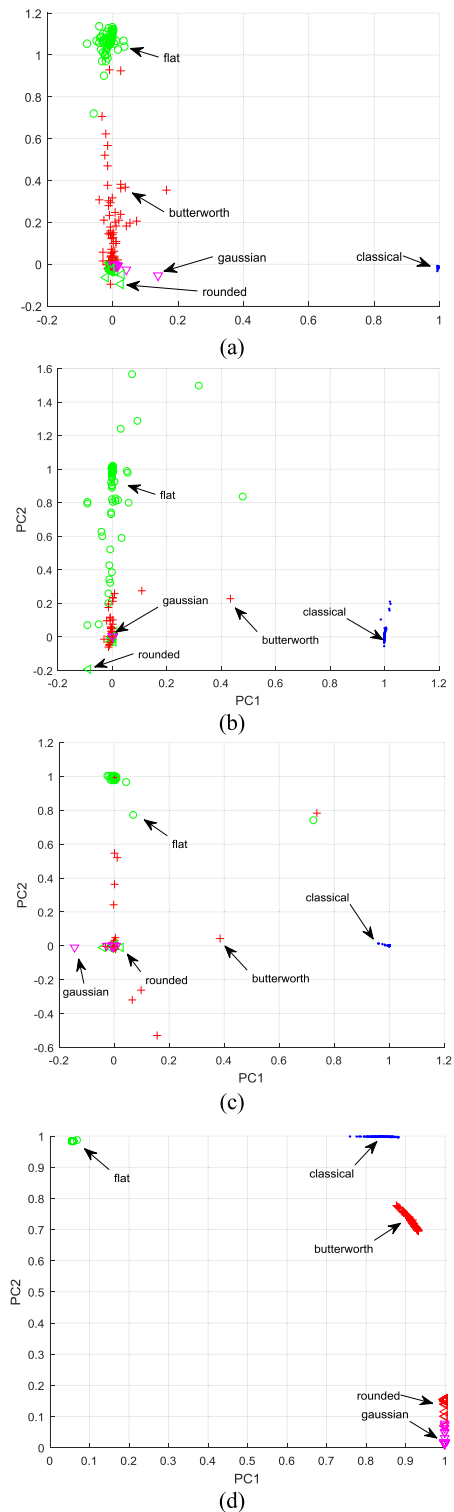 1.2
1
0.8
0.6
0.4
0.2
0
-0.2
-0.2 0 0.2 0.4 0.6 0.8 1
flat
butterworth
gaussian
classical
rounded
(a)
1.6
1.4
1.2
1
0.8
0.6
0.4
0.2
0
-0.2
-0.2 0 0.2 0.4 0.6 0.8 1 1.2
PC2
PC1
flat
gaussian
classical
butterworth
rounded
(b)
1.2
1
0.8
0.6
0.4
0.2
0
-0.2
-0.4
-0.6
-0.2 0 0.2 0.4 0.6 0.8 1 1.2
PC2
PC1
flat
classical
rounded
butterworth
gaussian
(c)
1
0.9
0.8
0.7
0.6
0.5
0.4
0.3
0.2
0.1
0
0 0.1 0.2 0.3 0.4 0.5 0.6 0.7 0.8 0.9 1
PC2
PC1
flat
classical
butterworth
rounded
gaussian
(d)